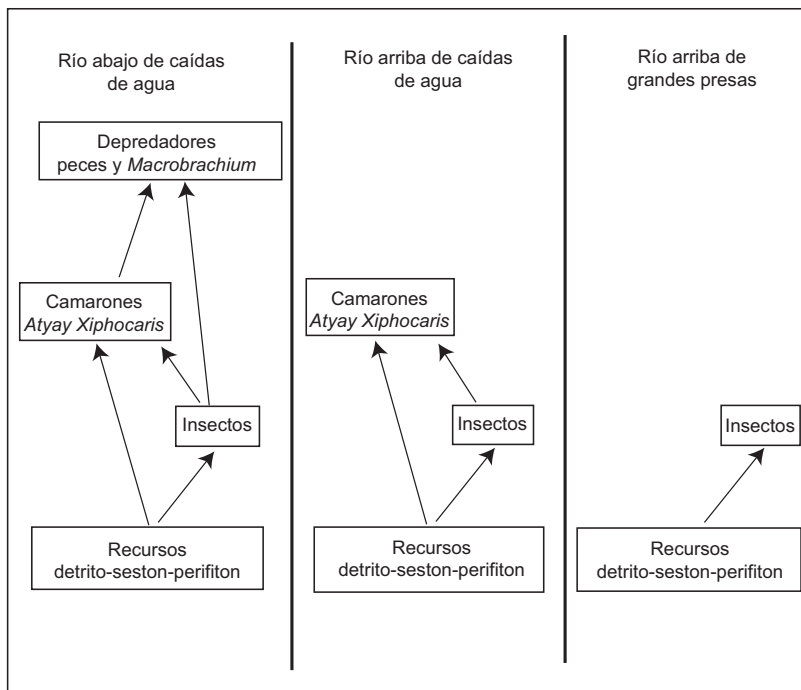 Río abajo de caídas
de agua
Depredadores
peces y Macrobrachium
Camarones
Atyay Xiphocaris
Insectos
Recursos
detrito-seston-perifiton
Río arriba de caídas
de agua
Camarones
Atyay Xiphocaris
Insectos
Recursos
detrito-seston-perifiton
Río arriba de
grandes presas
Insectos
Recursos
detrito-seston-perifiton